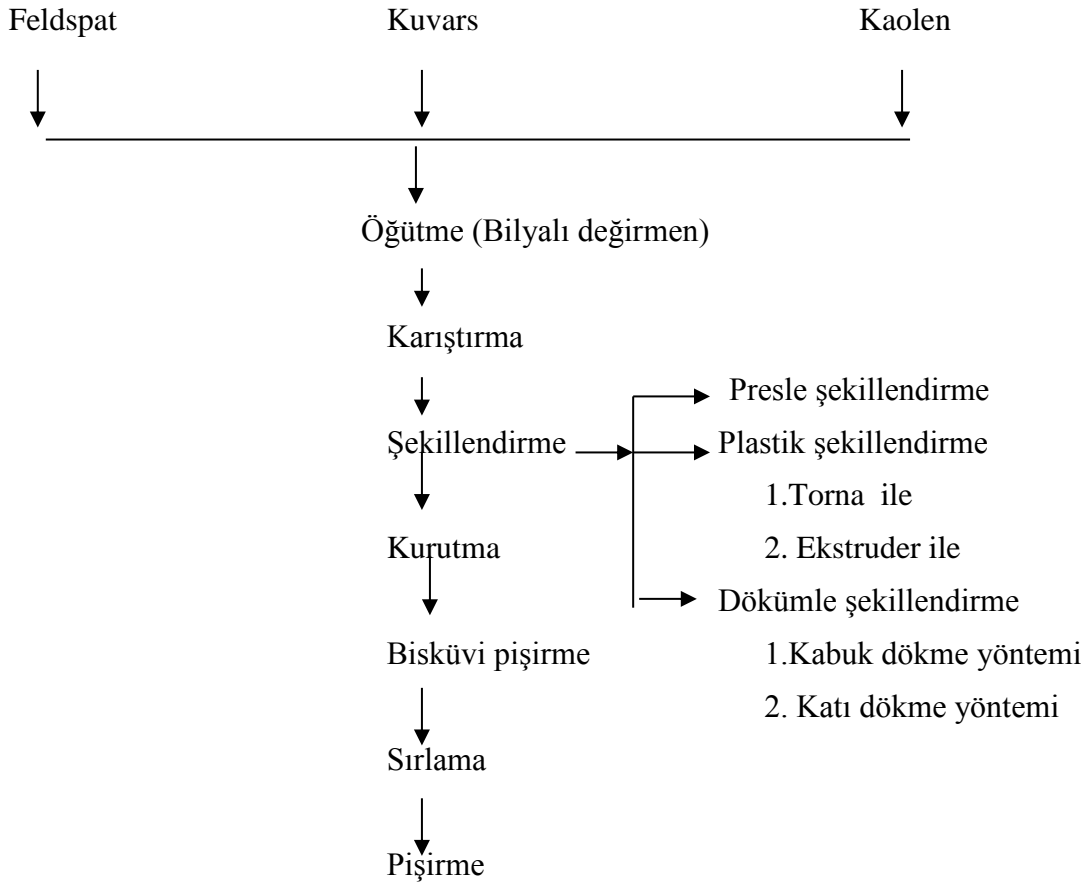 Feldspat Kuvars Kaolen
Öğütme (Bilyalı değirmen)
Karıştırma
Presle şekillendirme
Şekillendirme Plastik şekillendirme
1.Torna ile
Kurutma 2. Ekstruder ile
Dökümle şekillendirme
Bisküvi pişirme 1.Kabuk dökme yöntemi
2. Katı dökme yöntemi
Sırlama
Pişirme